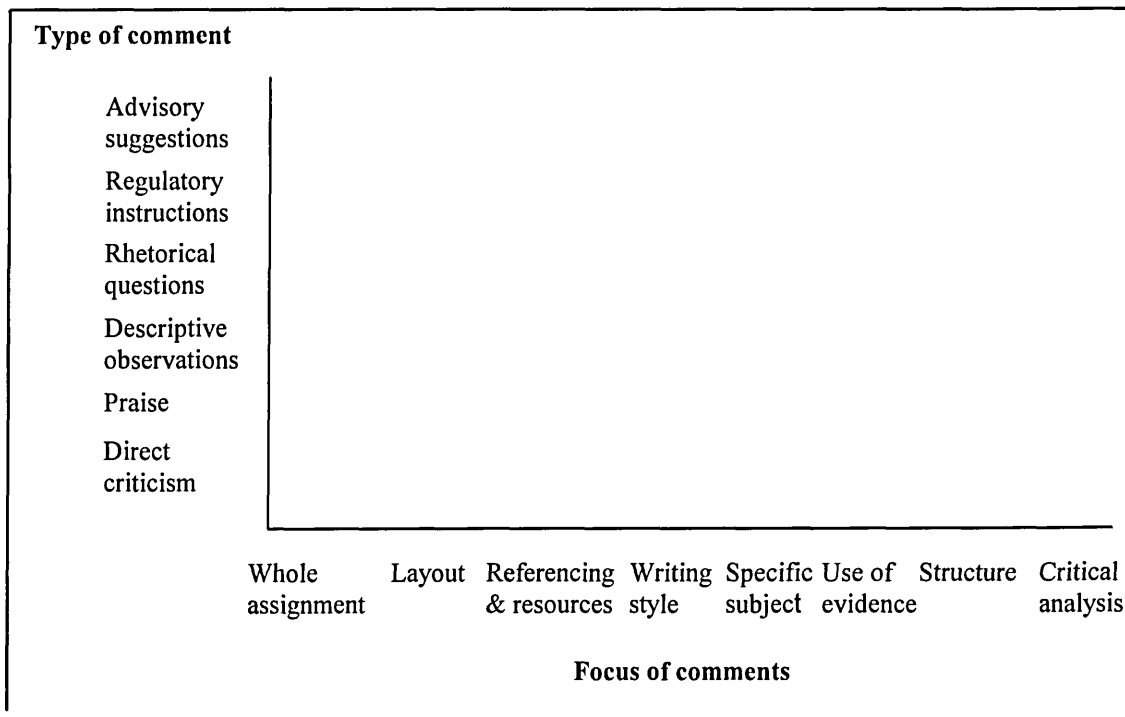 Type of comment
Advisory
suggestions
Regulatory
instructions
Rhetorical
questions
Descriptive
observations
Praise
Direct
criticism
Whole
assignment
Layout
Referencing
& resources
Writing
style
Specific
subject
Use of
evidence
Structure
Critical
analysis
Focus of comments